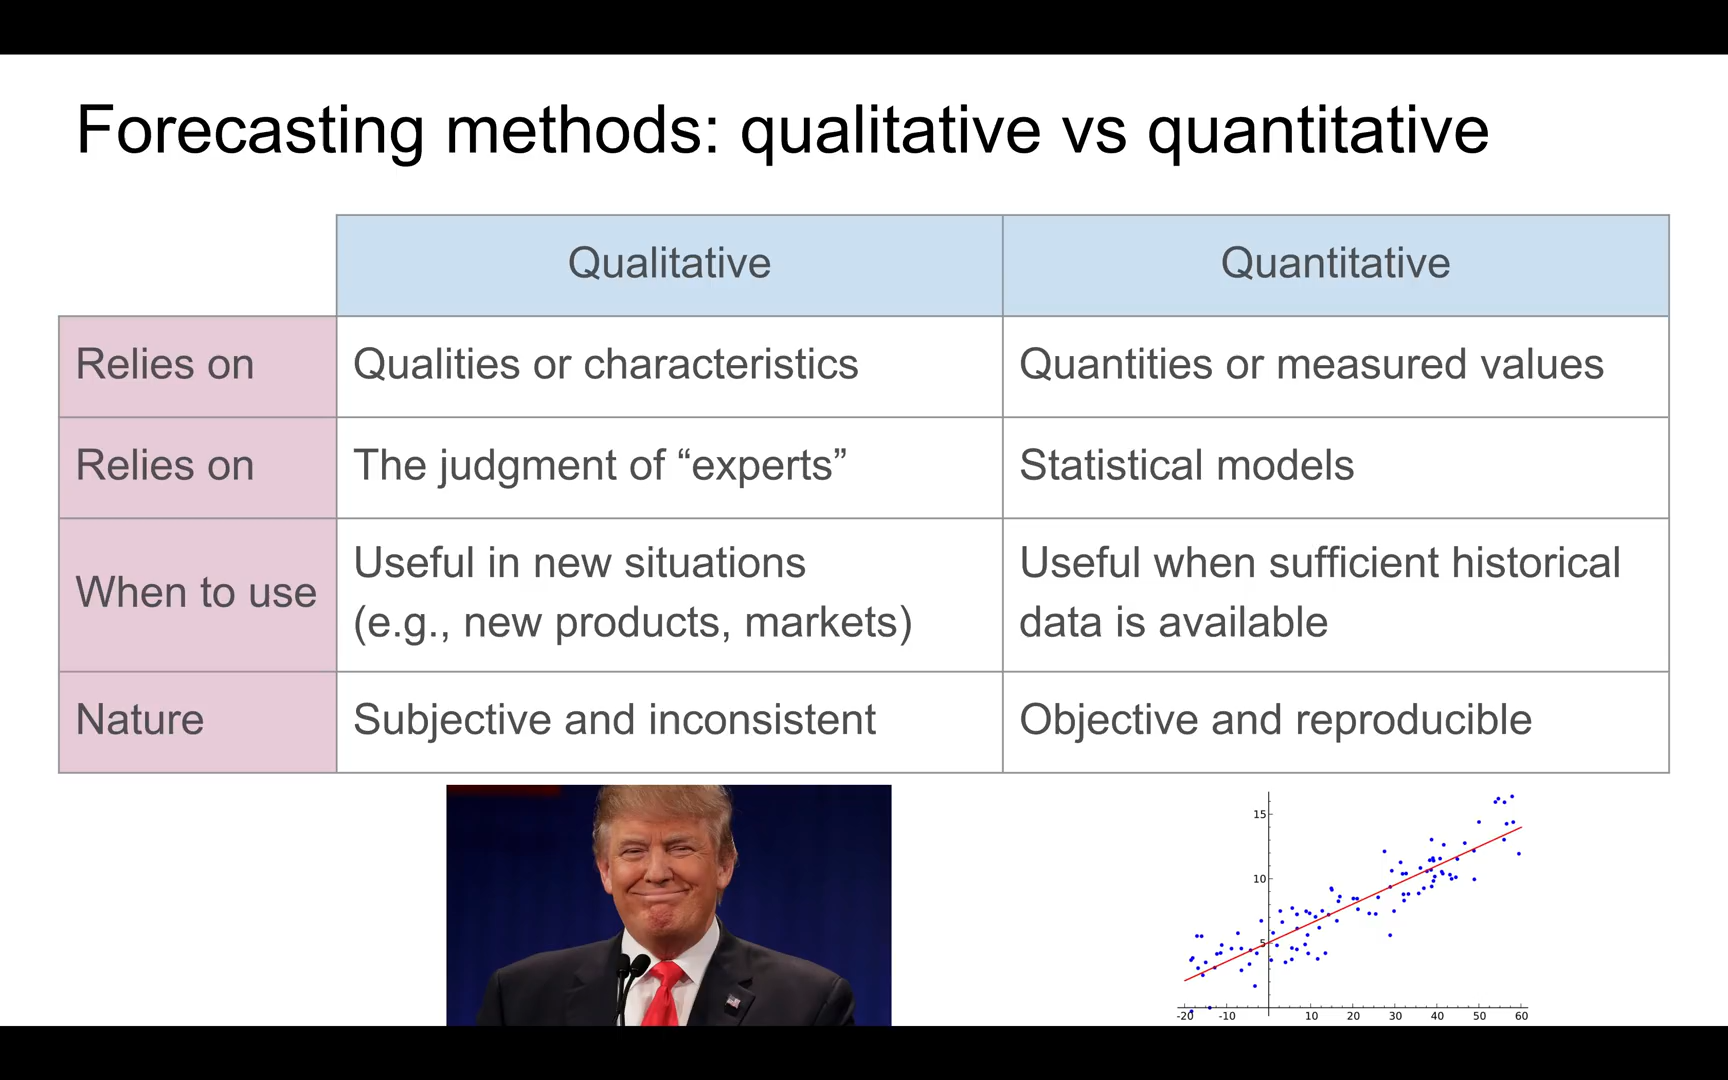 Forecasting methods: qualitative vs quantitative
Qualitative Quantitative
Relies on Qualities or characteristics Quantities or measured values
Relies on The judgment of “experts” Statistical models
When to use Useful in new situations Useful when sufficient historical
(e.g., new products, markets) data is available
Nature Subjective and inconsistent Objective and reproducible
15
10
5
-20 -10 10 20 30 40 50 60